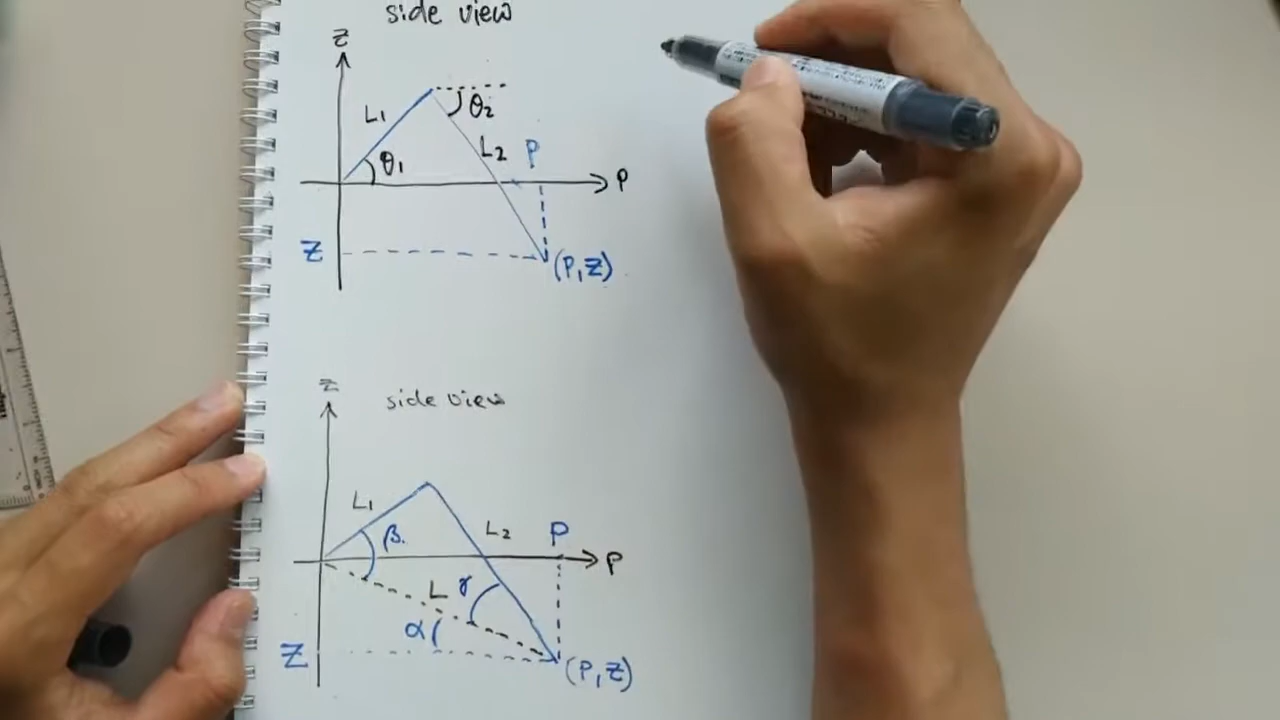 side view
z
L1
θ2
L2
P
θ1
P
z
(P,z)
z
side view
L1
β
L2
P
P
L
γ
α
z
(P,z)